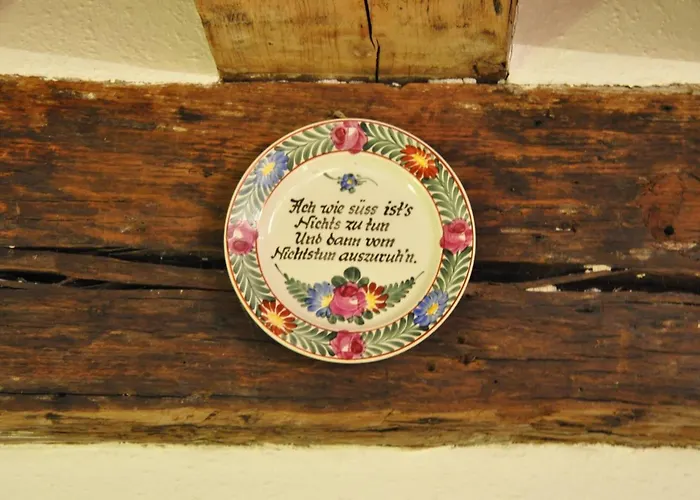 Ach wie süss ist's
Nichts zu tun
Und dann vom
Nichtstun auszuruh'n.